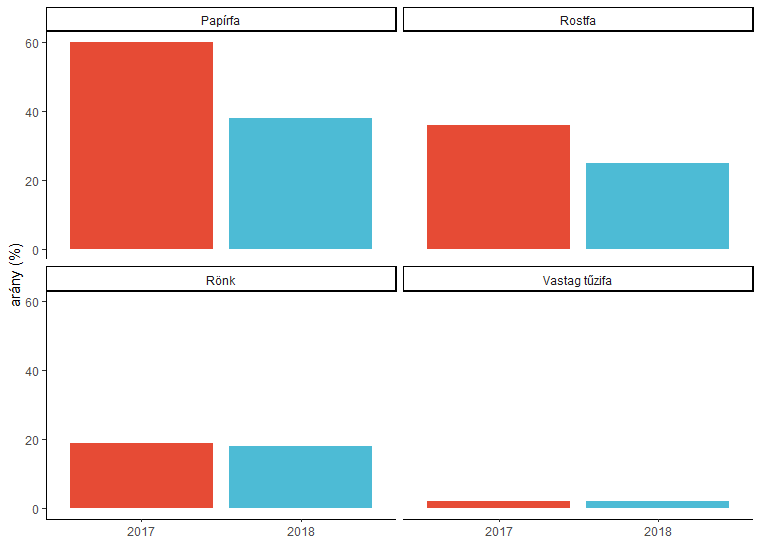 Papírfa
Rostfa
60
40
20
0
arány (%)
Rönk
Vastag tűzifa
60
40
20
0
2017
2018
2017
2018